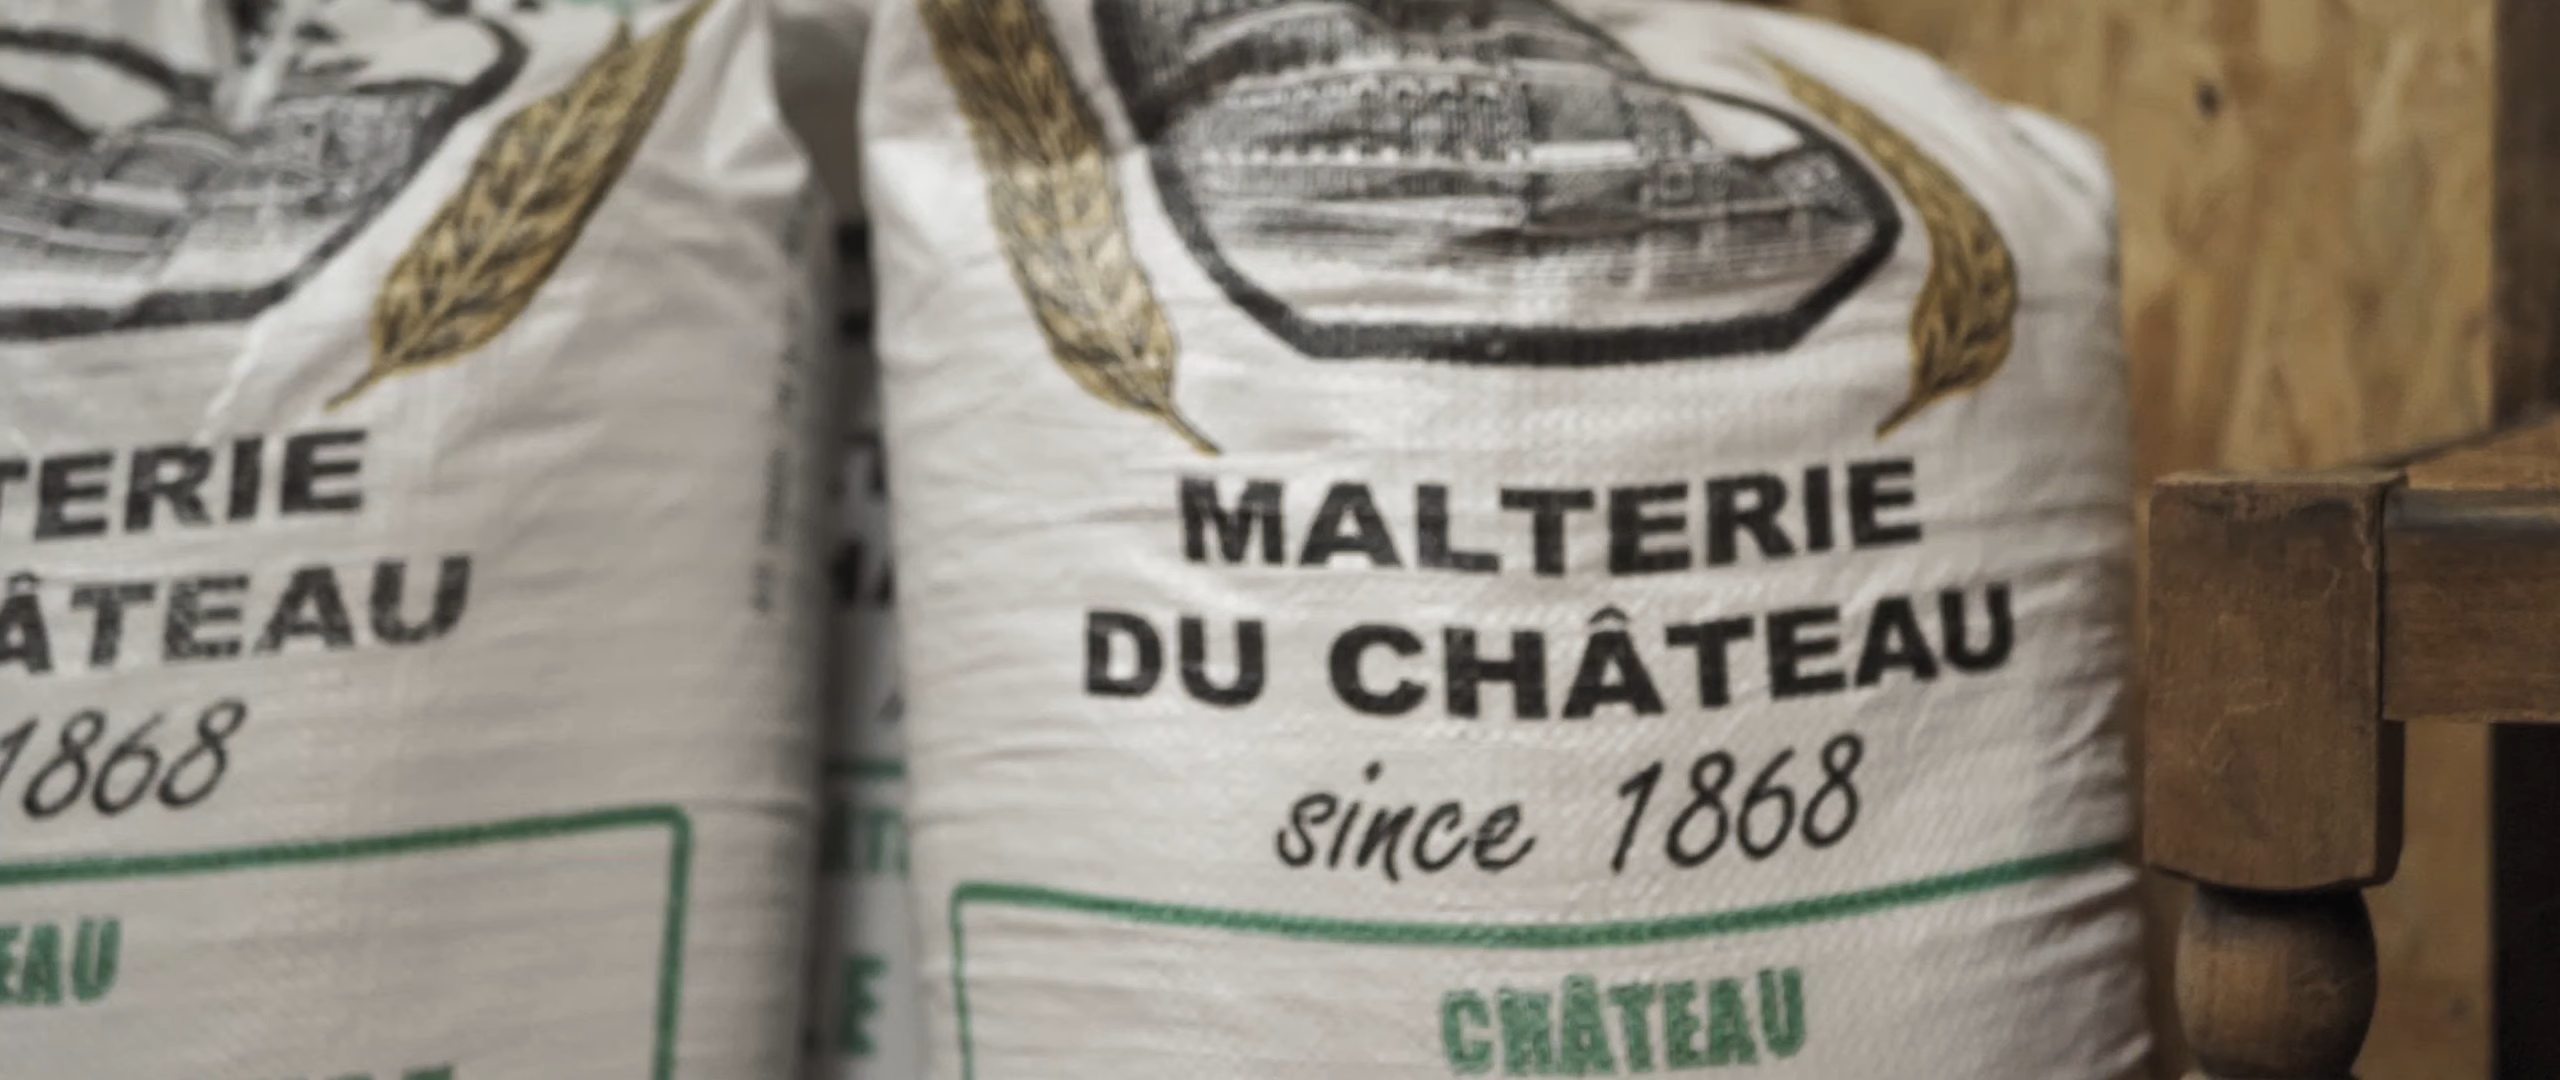 TERIE
ÂTEAU
1868
EAU
MALTERIE
DU CHÂTEAU
since 1868
CHÂTEAU
E